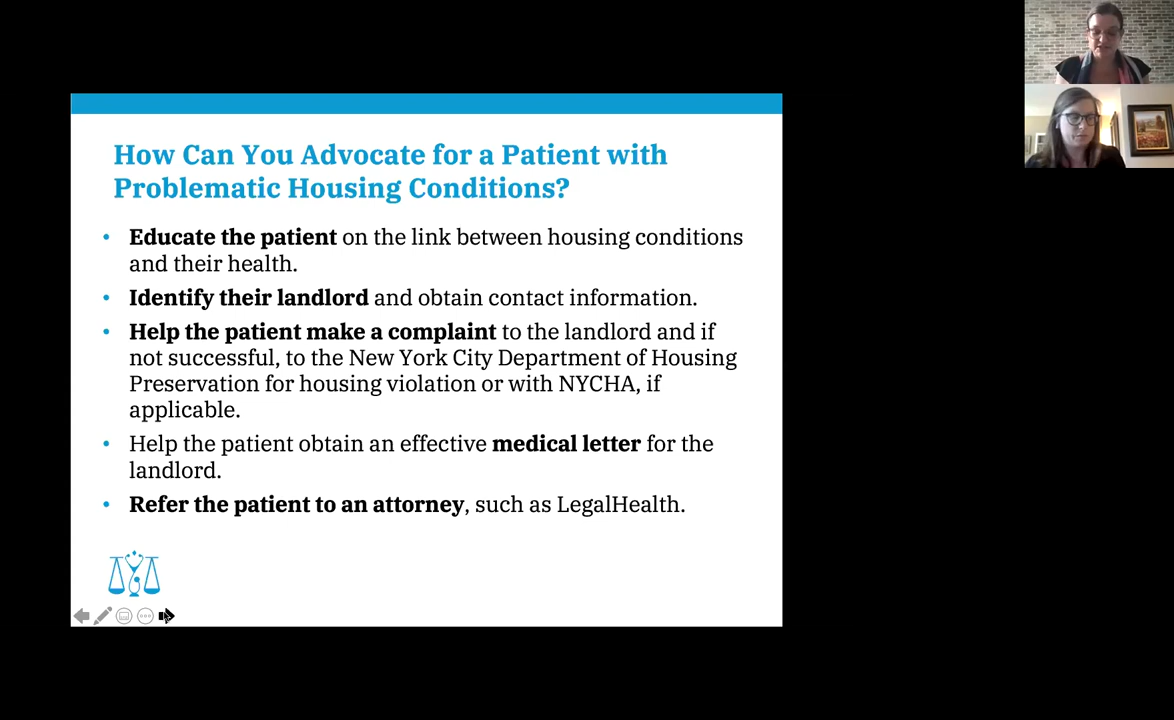 How Can You Advocate for a Patient with
Problematic Housing Conditions?
• Educate the patient on the link between housing conditions
and their health.
• Identify their landlord and obtain contact information.
• Help the patient make a complaint to the landlord and if
not successful, to the New York City Department of Housing
Preservation for housing violation or with NYCHA, if
applicable.
• Help the patient obtain an effective medical letter for the
landlord.
• Refer the patient to an attorney, such as LegalHealth.